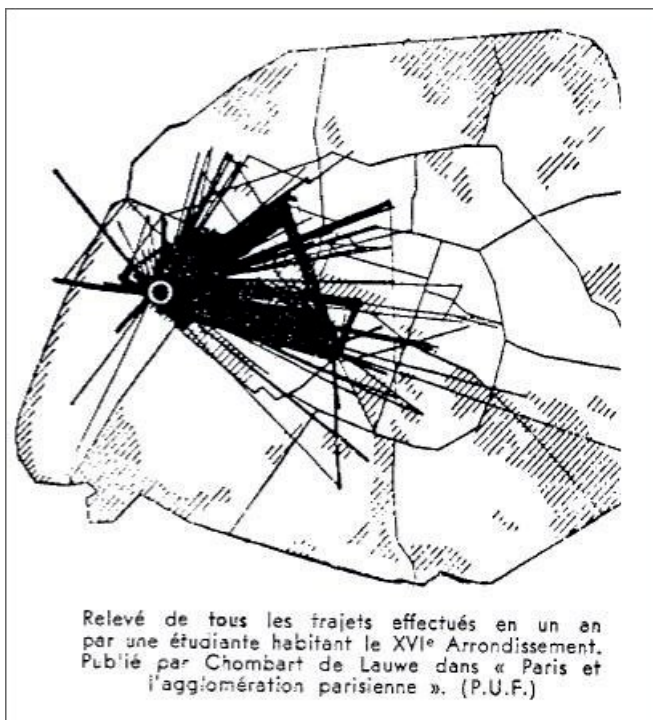 Relevé de tous les trajets effectués en un an
par une étudiante habitant le XVIe Arrondissement.
Publié par Chombart de Lauwe dans « Paris et
l'agglomération parisienne ». (P.U.F.)